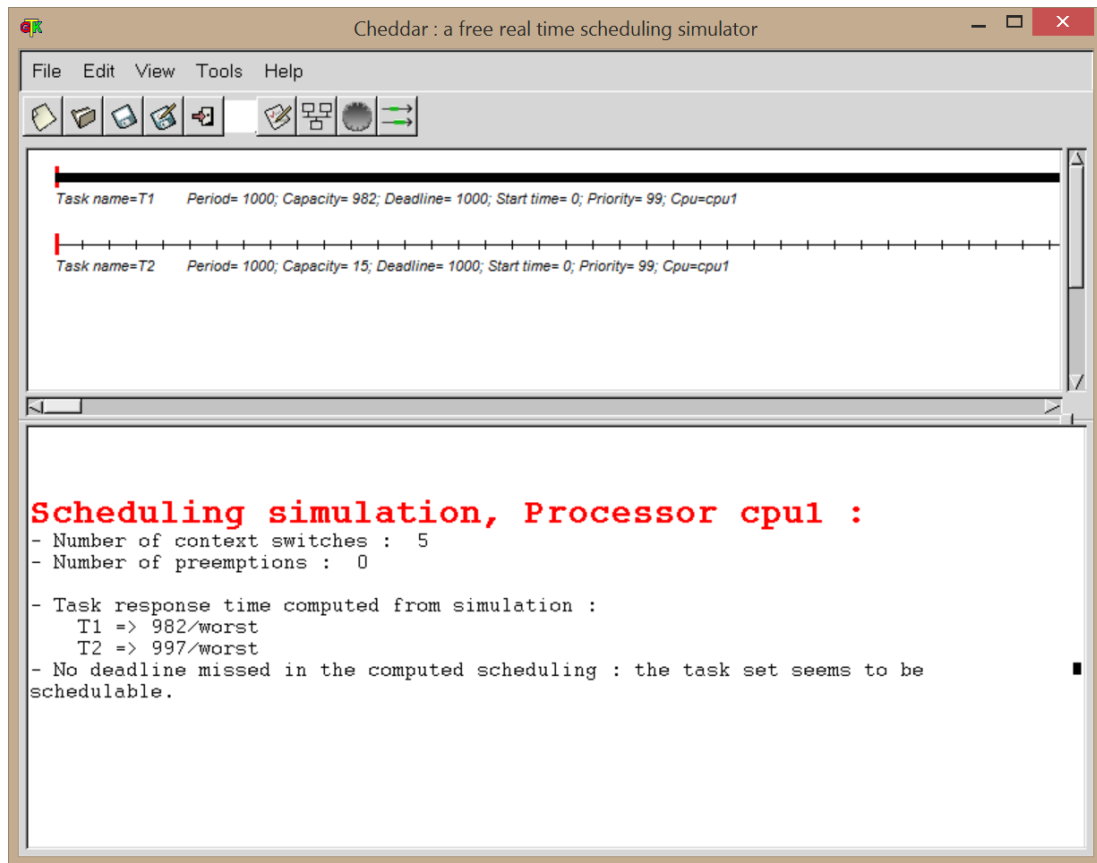 Cheddar : a free real time scheduling simulator
File Edit View Tools Help
Task name=T1 Period= 1000; Capacity= 982; Deadline= 1000; Start time= 0; Priority= 99; Cpu=cpu1
Task name=T2 Period= 1000; Capacity= 15; Deadline= 1000; Start time= 0; Priority= 99; Cpu=cpu1
Scheduling simulation, Processor cpu1 :
- Number of context switches : 5
- Number of preemptions : 0
- Task response time computed from simulation :
T1 => 982/worst
T2 => 997/worst
- No deadline missed in the computed scheduling : the task set seems to be
schedulable.